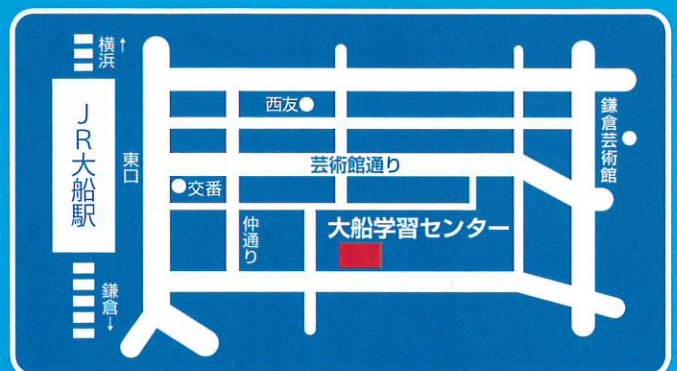 横浜↑
JR大船駅
東口
鎌倉↓
西友
芸術館通り
交番
仲通り
大船学習センター
鎌倉芸術館